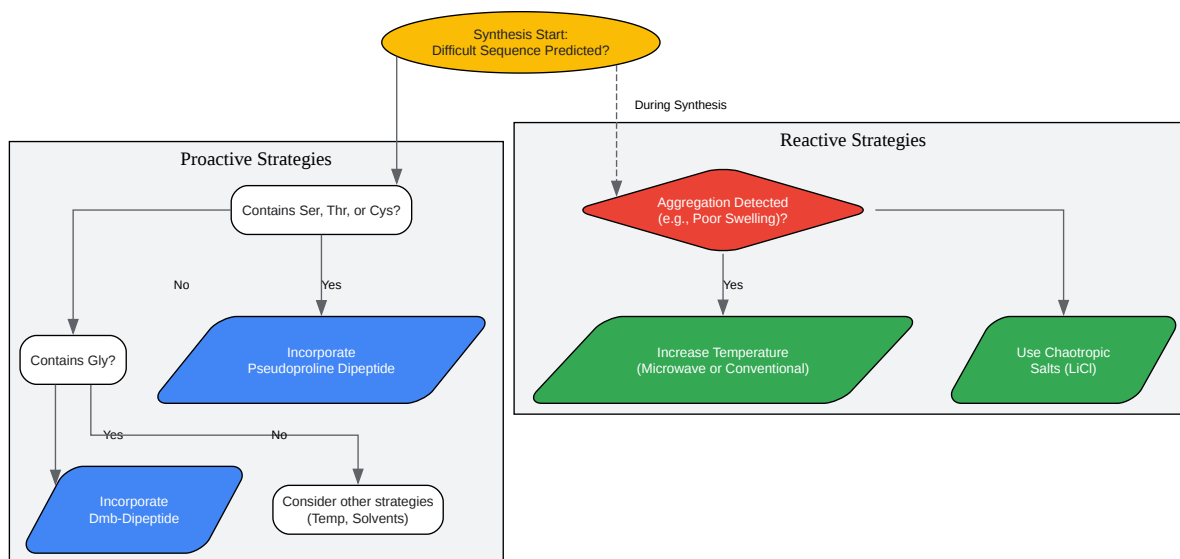 Synthesis Start:
Difficult Sequence Predicted?
During Synthesis
Proactive Strategies
Reactive Strategies
Contains Ser, Thr, or Cys?
Aggregation Detected
(e.g., Poor Swelling)?
No
Yes
Yes
Contains Gly?
Incorporate
Pseudoproline Dipeptide
Increase Temperature
(Microwave or Conventional)
Use Chaotropic
Salts (LiCl)
Yes
No
Incorporate
Dmb-Dipeptide
Consider other strategies
(Temp, Solvents)